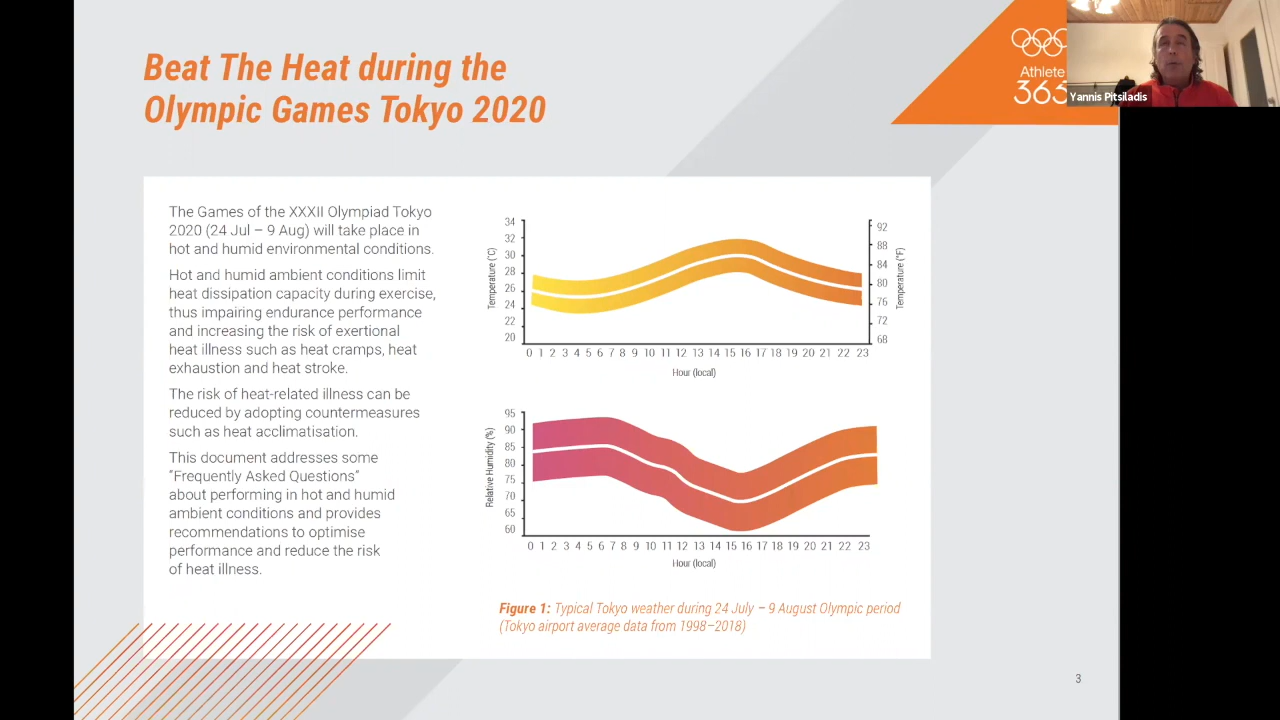 Beat The Heat during the
Olympic Games Tokyo 2020
Athlete
365
Yannis Pitsiladis
The Games of the XXXII Olympiad Tokyo
2020 (24 Jul – 9 Aug) will take place in
hot and humid environmental conditions.
Hot and humid ambient conditions limit
heat dissipation capacity during exercise,
thus impairing endurance performance
and increasing the risk of exertional
heat illness such as heat cramps, heat
exhaustion and heat stroke.
The risk of heat-related illness can be
reduced by adopting countermeasures
such as heat acclimatisation.
This document addresses some
"Frequently Asked Questions"
about performing in hot and humid
ambient conditions and provides
recommendations to optimise
performance and reduce the risk
of heat illness.
Temperature (°C)
34
32
30
28
26
24
22
20
92
88
84
80
76
72
68
Temperature (°F)
0 1 2 3 4 5 6 7 8 9 10 11 12 13 14 15 16 17 18 19 20 21 22 23
Hour (local)
Relative Humidity (%)
95
90
85
80
75
70
65
60
0 1 2 3 4 5 6 7 8 9 10 11 12 13 14 15 16 17 18 19 20 21 22 23
Hour (local)
Figure 1: Typical Tokyo weather during 24 July – 9 August Olympic period
(Tokyo airport average data from 1998–2018)
3